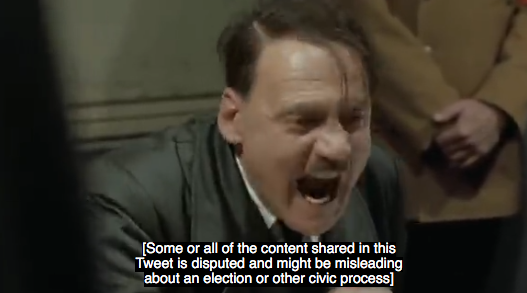 [Some or all of the content shared in this
Tweet is disputed and might be misleading
about an election or other civic process]